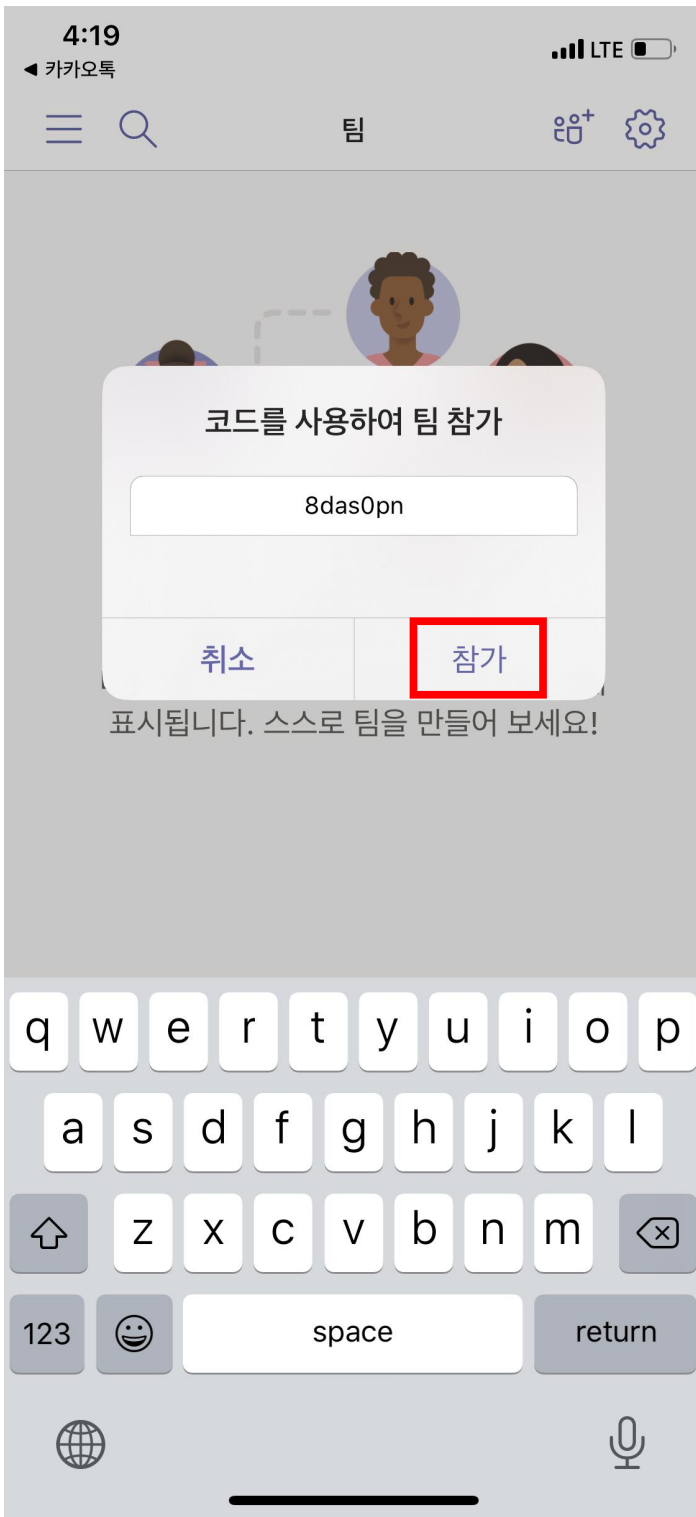 4:19
LTE
◀ 카카오톡
팀
코드를 사용하여 팀 참가
8das0pn
취소 참가
표시됩니다. 스스로 팀을 만들어 보세요!
q w e r t y u i o p
a s d f g h j k l
z x c v b n m
123 space return